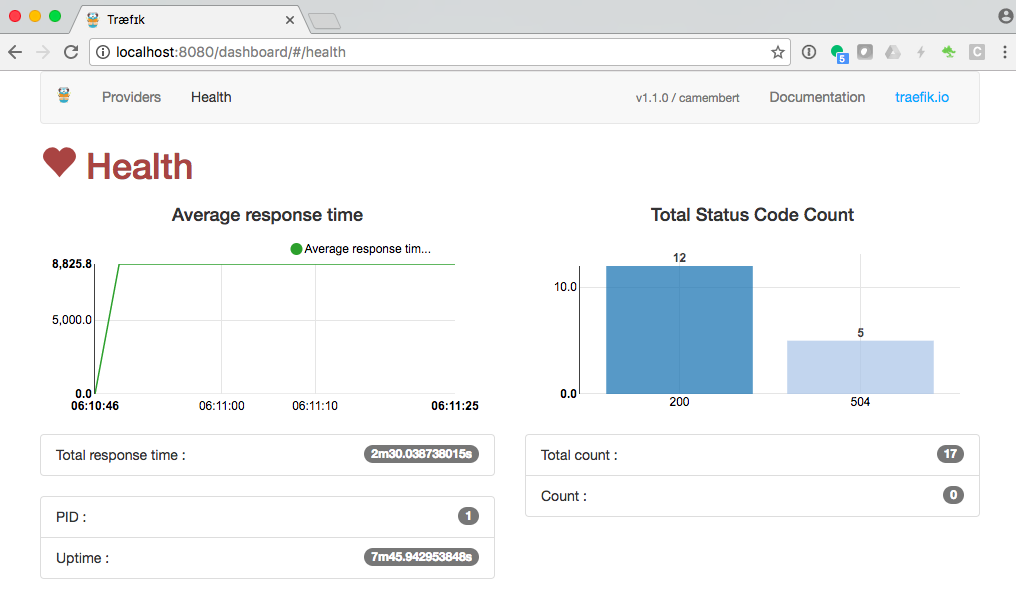 Træfɪk
localhost:8080/dashboard/#/health
5
C
Providers Health v1.1.0 / camembert Documentation traefik.io
Health
Average response time
Average response tim...
8,825.8
5,000.0
0.0
06:10:46 06:11:00 06:11:10 06:11:25
Total Status Code Count
12
10.0
5
0.0
200 504
Total response time : 2m30.038738015s
PID : 1
Uptime : 7m45.942953848s
Total count : 17
Count : 0